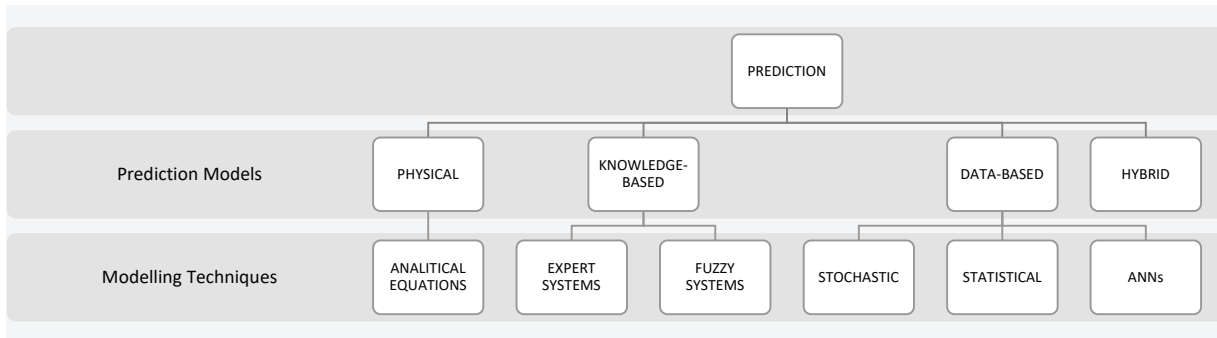 PREDICTION
Prediction Models
PHYSICAL
KNOWLEDGE-
BASED
DATA-BASED
HYBRID
Modelling Techniques
ANALITICAL
EQUATIONS
EXPERT
SYSTEMS
FUZZY
SYSTEMS
STOCHASTIC
STATISTICAL
ANNs